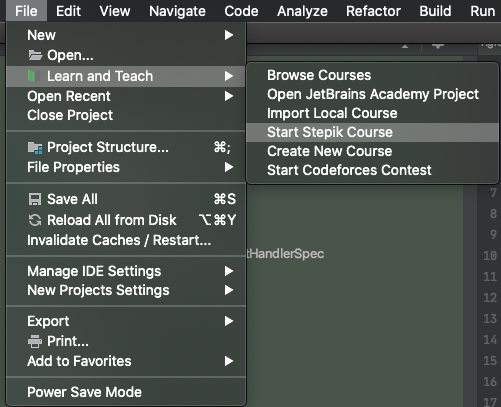 File Edit View Navigate Code Analyze Refactor Build Run
New
Open...
Learn and Teach
Open Recent
Close Project
Project Structure... ⌘;
File Properties
Save All ⌘S
Reload All from Disk ⌥⌘Y
Invalidate Caches / Restart...
Manage IDE Settings
New Projects Settings
Export
Print...
Add to Favorites
Power Save Mode
Browse Courses
Open JetBrains Academy Project
Import Local Course
Start Stepik Course
Create New Course
Start Codeforces Contest
tHandlerSpec
7
8
9
10
11
12
13
14
15
16
17